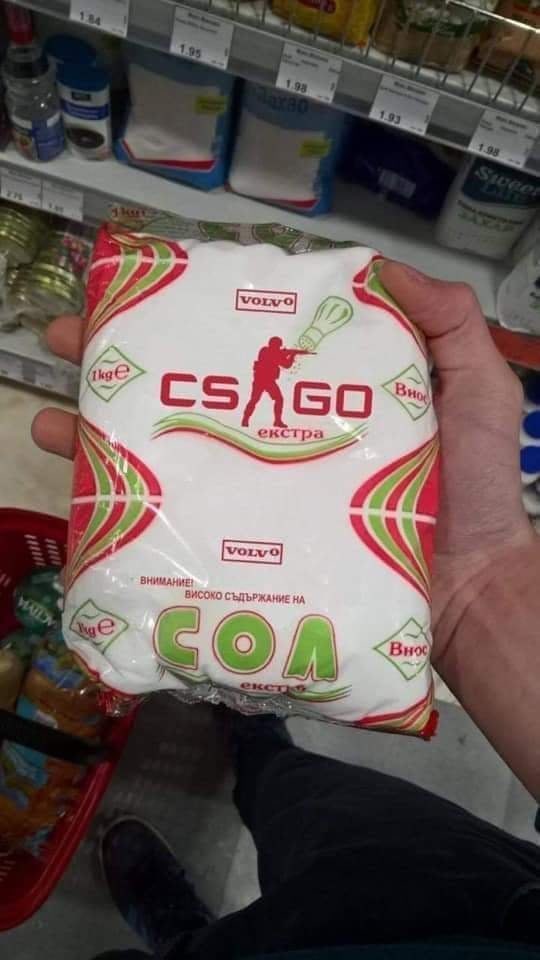 1.84
1.95
1.98
1.93
1.98
Sweet
VOLVO
1kg e
CS GO
Внос
екстра
VOLVO
ВНИМАНИЕ!
ВИСОКО СЪДЪРЖАНИЕ НА
1kg e
СОЛ
Внос
екстра